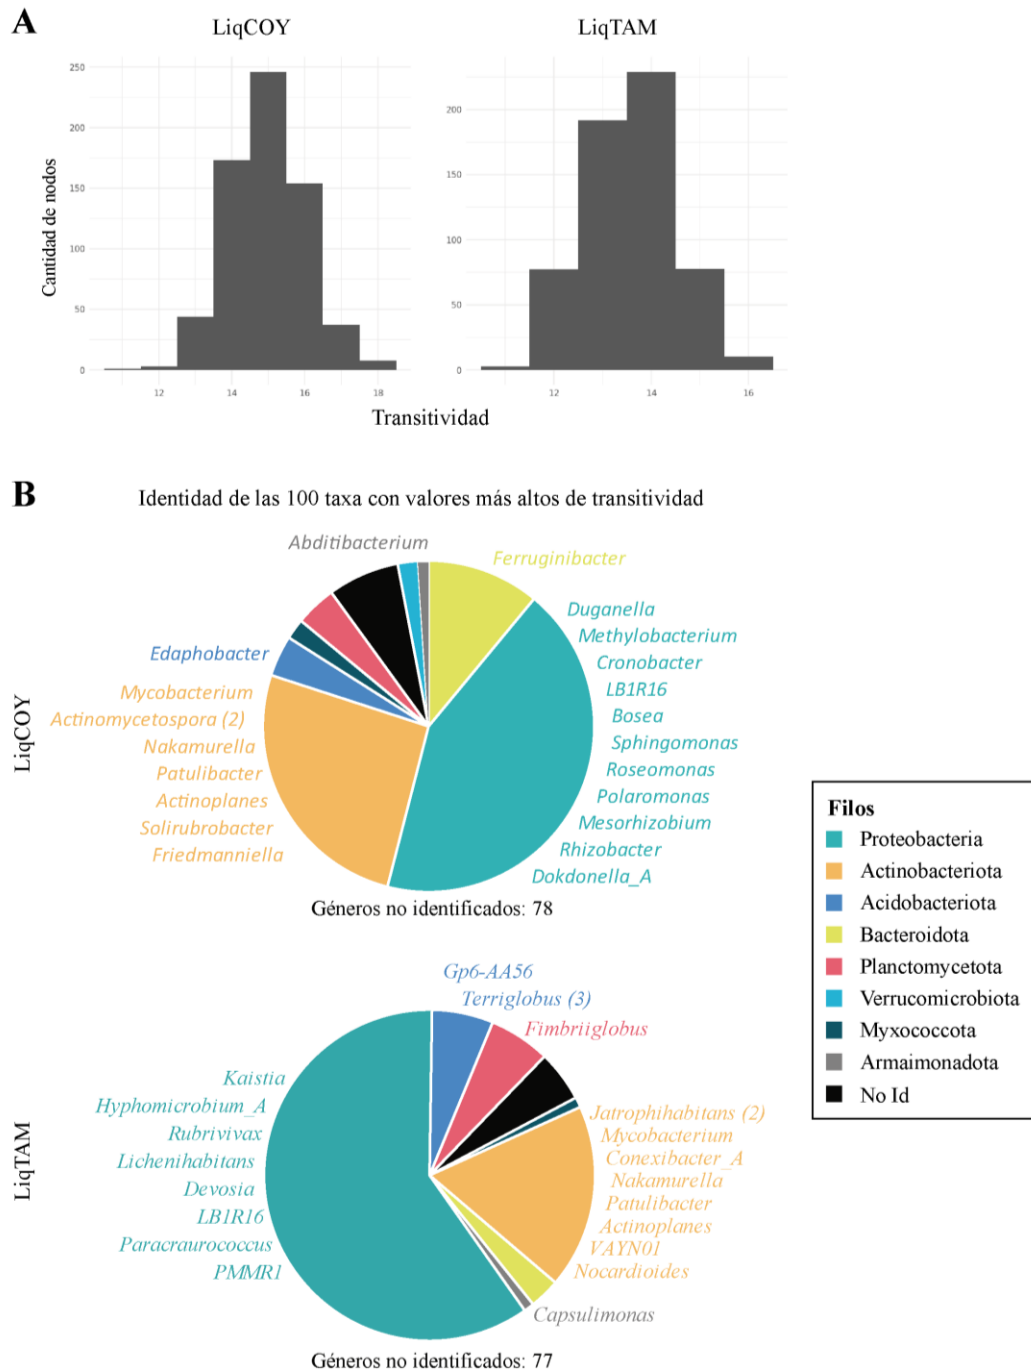 A
LiqCOY
LiqTAM
Cantidad de nodos
250
200
150
100
50
0
12
14
16
18
200
150
100
50
0
12
14
16
Transitividad
B
Identidad de las 100 taxa con valores más altos de transitividad
LiqCOY
Abditibacterium
Ferruginibacter
Duganella
Methylobacterium
Cronobacter
LB1R16
Bosea
Sphingomonas
Roseomonas
Polaromonas
Mesorhizobium
Rhizobacter
Dokdonella_A
Edaphobacter
Mycobacterium
Actinomycetospora (2)
Nakamurella
Patulibacter
Actinoplanes
Solirubrobacter
Friedmanniella
Géneros no identificados: 78
LiqTAM
Gp6-AA56
Terriglobus (3)
Fimbriiglobus
Kaistia
Hyphomicrobium_A
Rubrivivax
Lichenihabitans
Devosia
LB1R16
Paracraurococcus
PMMR1
Jatrophihabitans (2)
Mycobacterium
Conexibacter_A
Nakamurella
Patulibacter
Actinoplanes
VAYN01
Nocardioides
Capsulimonas
Géneros no identificados: 77
Filos
Proteobacteria
Actinobacteriota
Acidobacteriota
Bacteroidota
Planctomycetota
Verrucomicrobiota
Myxococcota
Armaimonadota
No Id